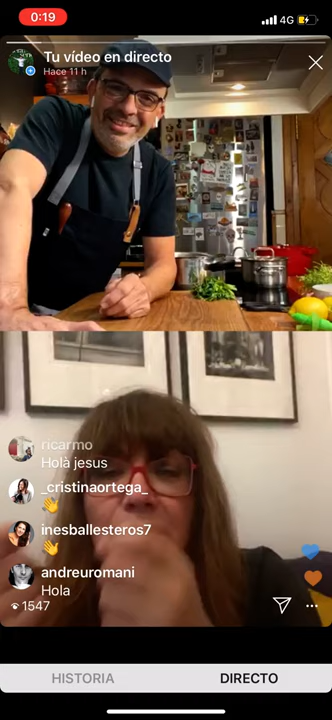 0:19
4G
Tu vídeo en directo
Hace 11 h
ricarmo
Holà jesus
_cristinaortega_
👋
inesballesteros7
👋
andreuromani
Hola
1547
HISTORIA
DIRECTO